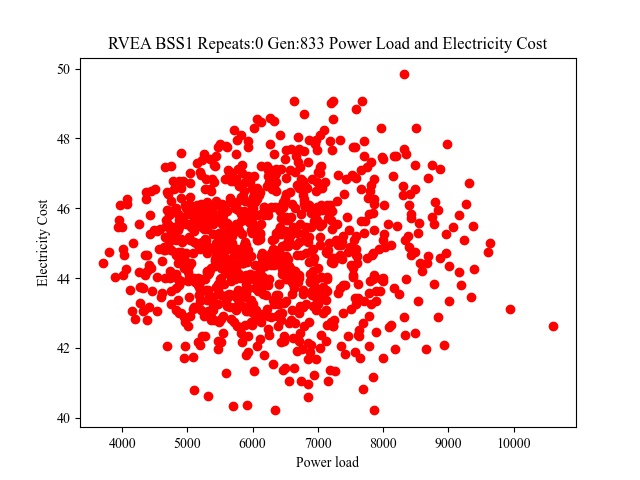 RVEA BSS1 Repeats:0 Gen:833 Power Load and Electricity Cost
50
48
46
44
42
40
Electricity Cost
4000 5000 6000 7000 8000 9000 10000
Power load